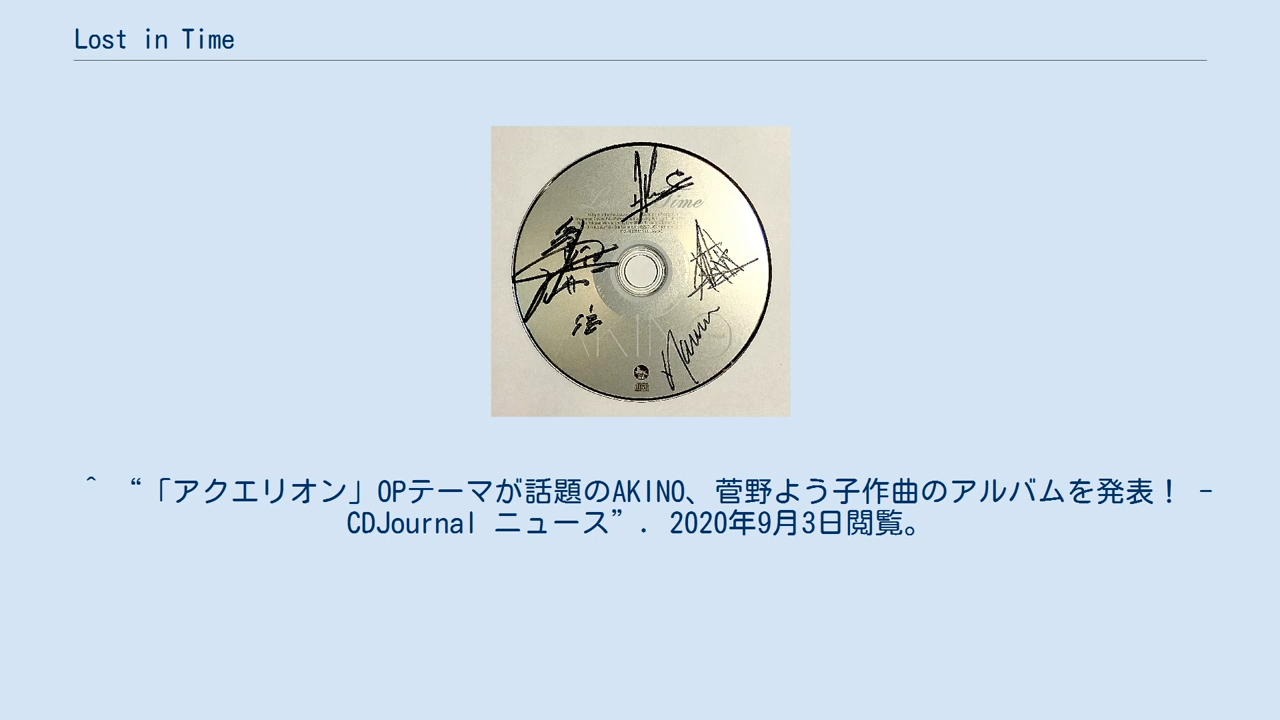 Lost in Time
Time
AKINO
^ “「アクエリオン」OPテーマが話題のAKINO、菅野よう子作曲のアルバムを発表！ -
CDJournal ニュース”. 2020年9月3日閲覧。